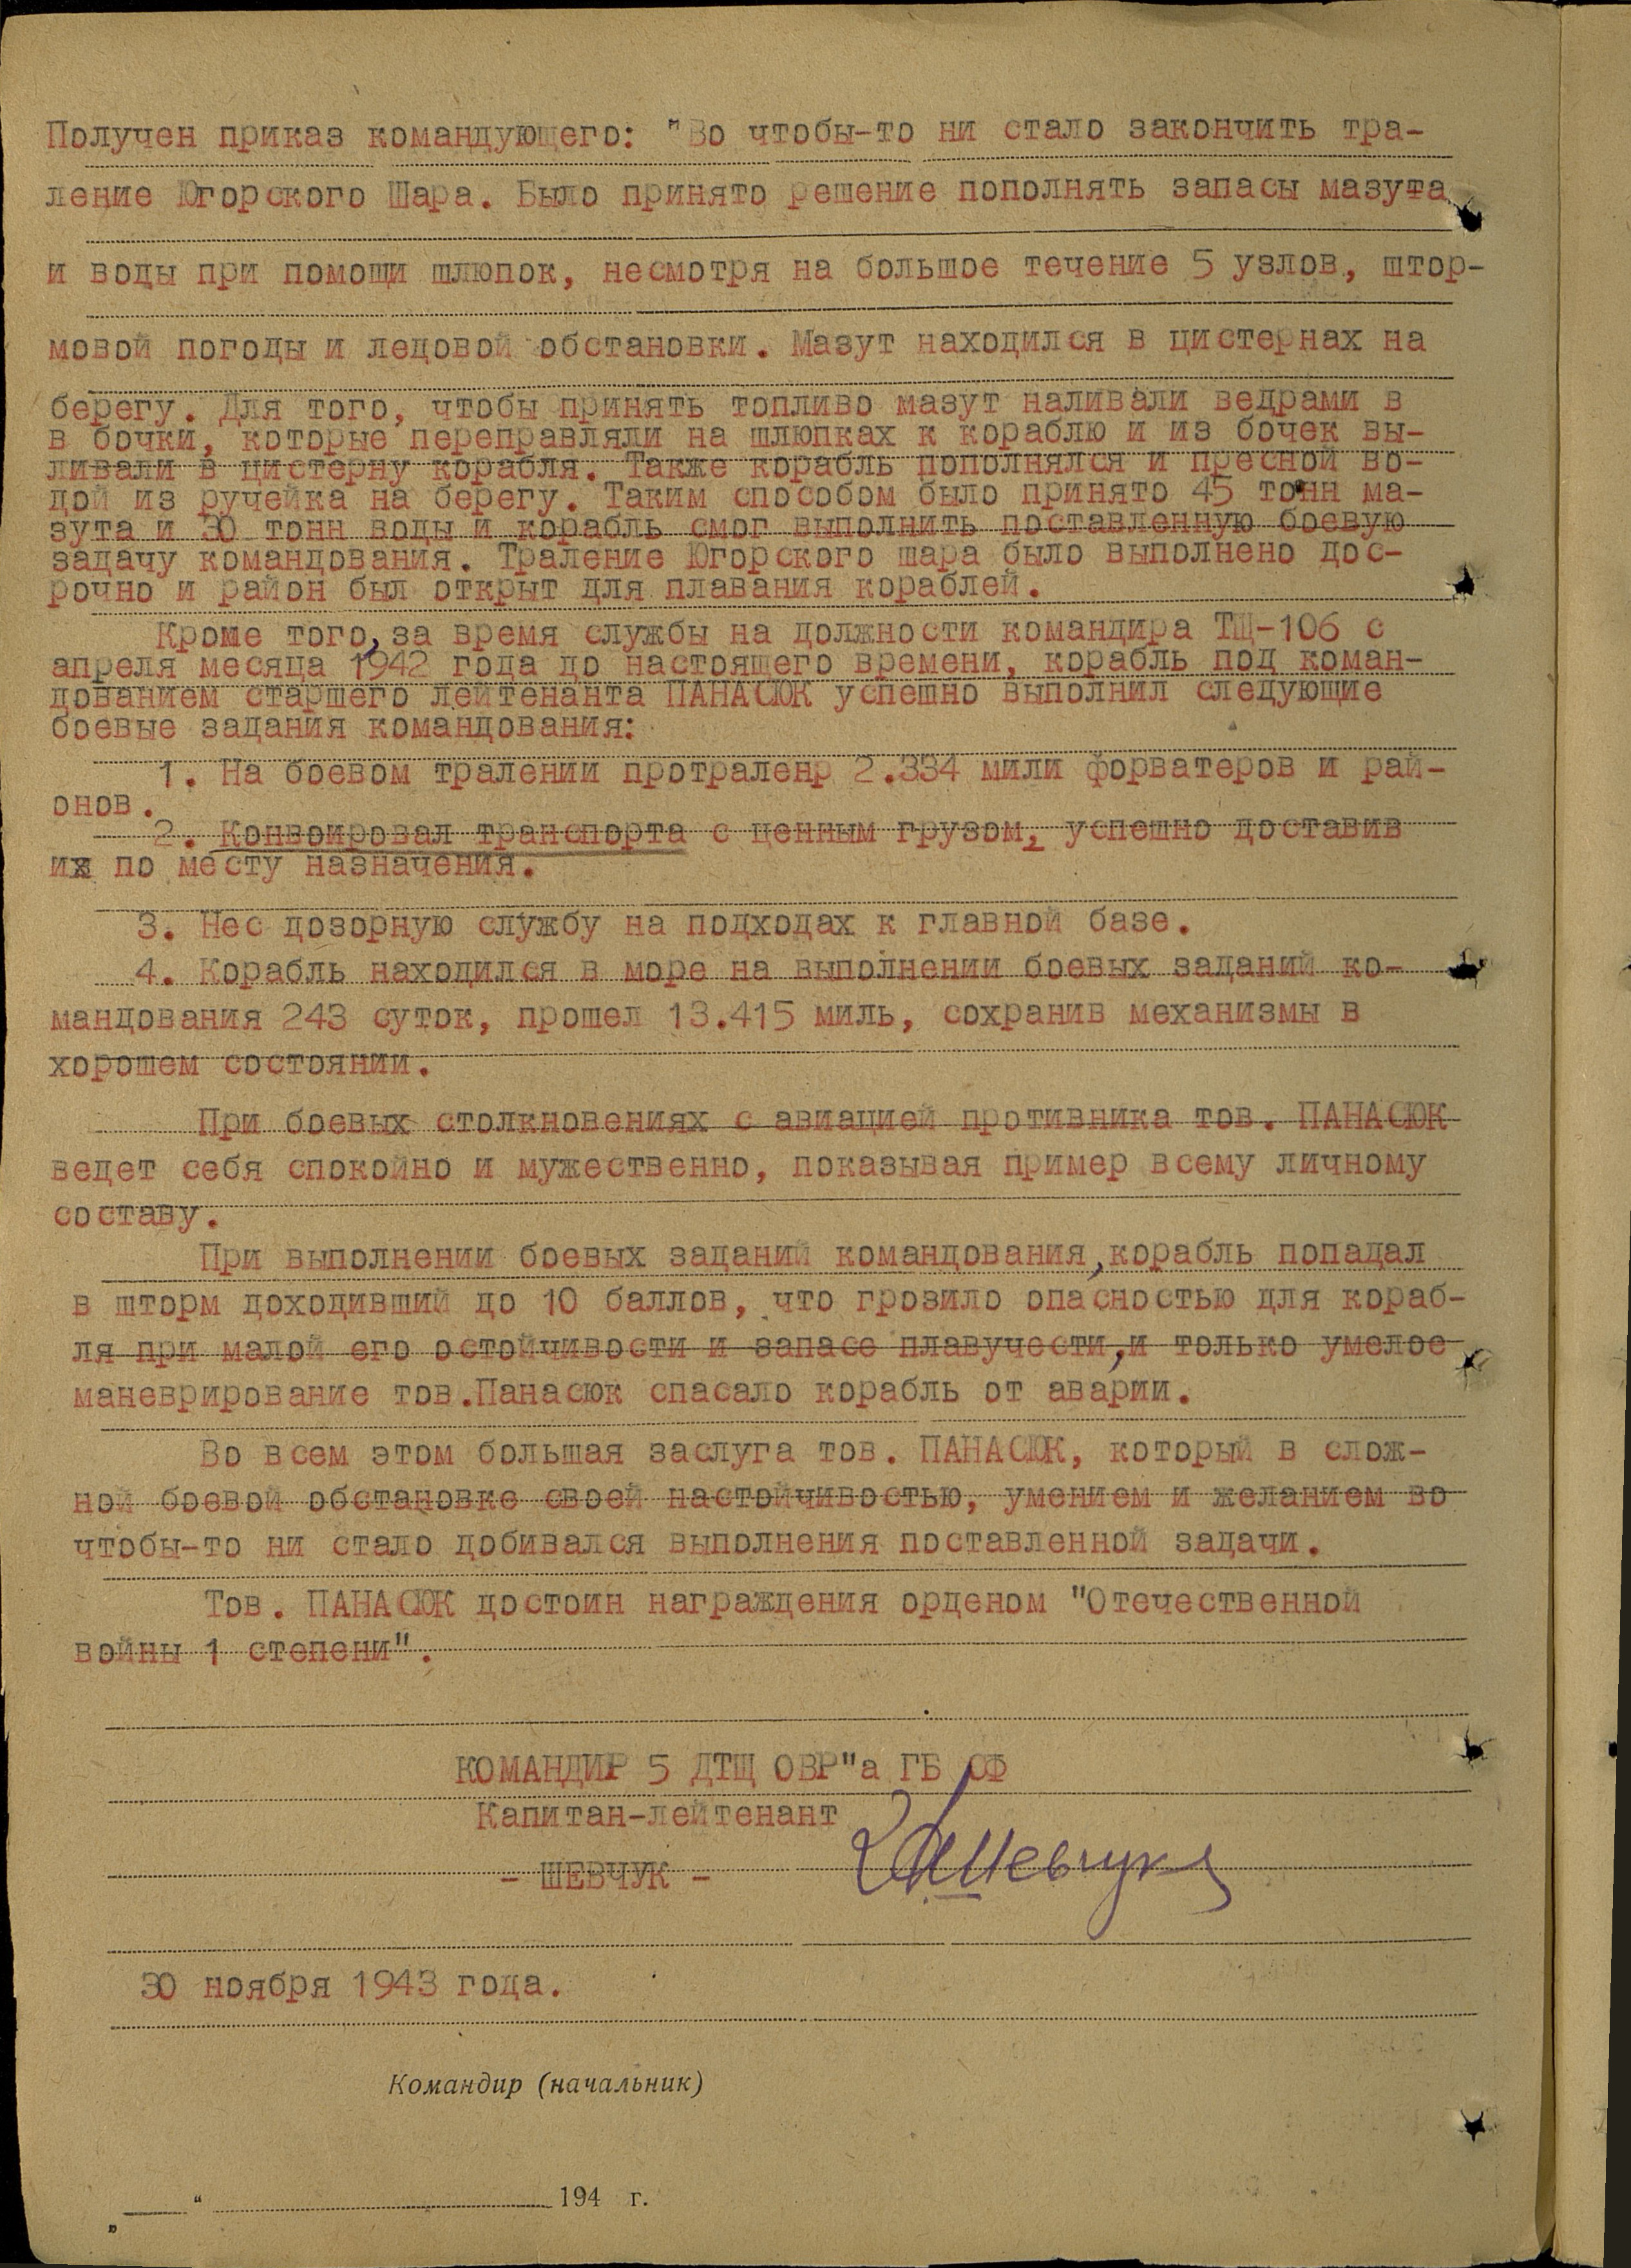 Получен приказ командующего: "Во чтобы-то ни стало закончить тра-
ление Югорского Шара. Было принято решение пополнять запасы мазута
и воды при помощи шлюпок, несмотря на большое течение 5 узлов, штор-
мовой погоды и ледовой обстановки. Мазут находился в цистернах на
берегу. Для того, чтобы принять топливо мазут наливали ведрами в
в бочки, которые переправляли на шлюпках к кораблю и из бочек вы-
ливали в цистерну корабля. Также корабль пополнялся и пресной во-
дой из ручейка на берегу. Таким способом было принято 45 тонн ма-
зута и 30 тонн воды и корабль смог выполнить поставленную боевую
задачу командования. Траление Югорского шара было выполнено дос-
рочно и район был открыт для плавания кораблей.
Кроме того, за время службы на должности командира ТЩ-106 с
апреля месяца 1942 года до настоящего времени, корабль под коман-
дованием старшего лейтенанта ПАНАСЮК успешно выполнил следующие
боевые задания командования:
1. На боевом тралении протраленр 2.334 мили форватеров и рай-
онов.
2. Конвоировал транспорта с ценным грузом, успешно доставив
их по месту назначения.
3. Нес дозорную службу на подходах к главной базе.
4. Корабль находился в море на выполнении боевых заданий ко-
мандования 243 суток, прошел 13.415 миль, сохранив механизмы в
хорошем состоянии.
При боевых столкновениях с авиацией противника тов. ПАНАСЮК
ведет себя спокойно и мужественно, показывая пример всему личному
составу.
При выполнении боевых заданий командования, корабль попадал
в шторм доходивший до 10 баллов, что грозило опасностью для кораб-
ля при малой его остойчивости и запасе плавучести, и только умелое
маневрирование тов.Панасюк спасало корабль от аварии.
Во всем этом большая заслуга тов. ПАНАСЮК, который в слож-
ной боевой обстановке своей настойчивостью, умением и желанием во
чтобы-то ни стало добивался выполнения поставленной задачи.
Тов. ПАНАСЮК достоин награждения орденом "Отечественной
войны 1 степени".
КОМАНДИР 5 ДТЩ ОВР"а ГБ СФ
Капитан-лейтенант
- ШЕВЧУК - Шевчук
30 ноября 1943 года.
Командир (начальник)
„ “ 194 г.